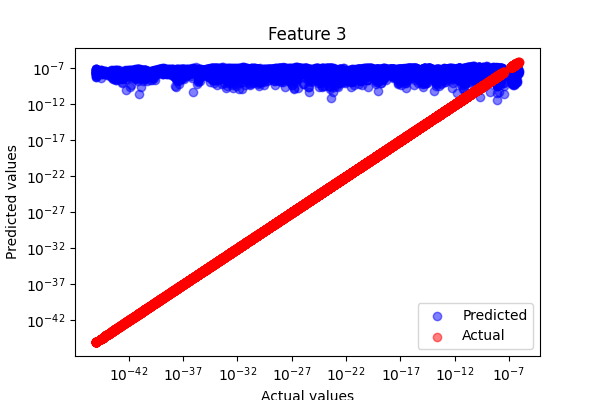 Feature 3
Predicted values
10^-7
10^-12
10^-17
10^-22
10^-27
10^-32
10^-37
10^-42
Predicted
Actual
10^-42 10^-37 10^-32 10^-27 10^-22 10^-17 10^-12 10^-7
Actual values